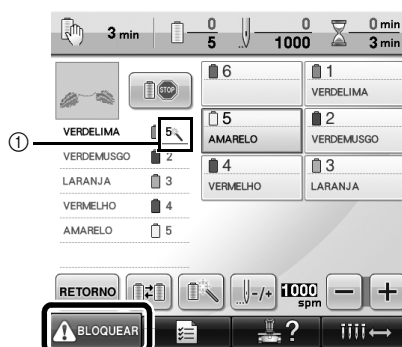 3 min
0
5
0
1000
0 min
3 min
STOP
6
1
VERDELIMA
5
AMARELO
2
VERDEMUSGO
4
VERMELHO
3
LARANJA
①
VERDELIMA 5
VERDEMUSGO 2
LARANJA 3
VERMELHO 4
AMARELO 5
RETORNO
-/+
1000
spm
- +
BLOQUEAR
?